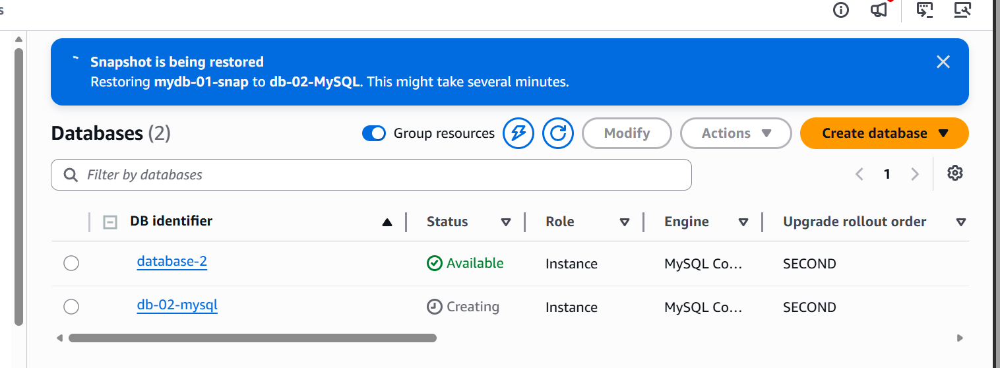 s
Snapshot is being restored
Restoring mydb-01-snap to db-02-MySQL. This might take several minutes.
Databases (2) Group resources Modify Actions Create database
Filter by databases 1
DB identifier Status Role Engine Upgrade rollout order
database-2 Available Instance MySQL Co... SECOND
db-02-mysql Creating Instance MySQL Co... SECOND